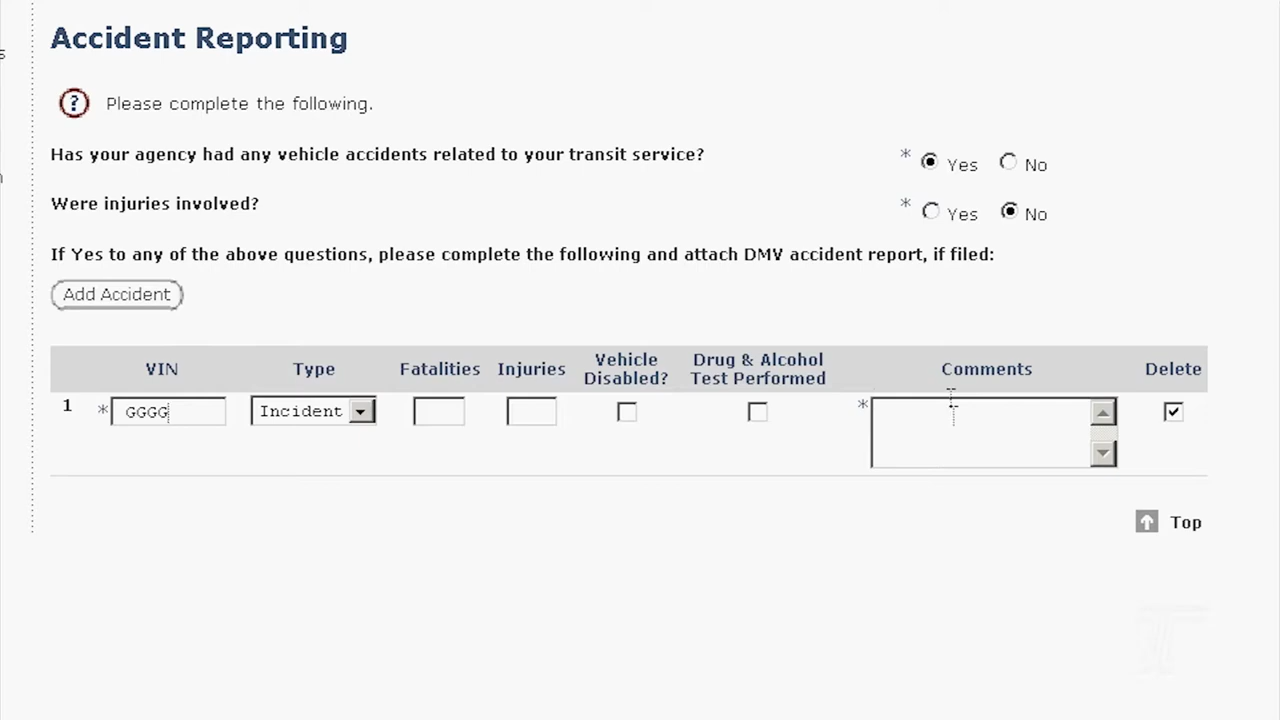 Accident Reporting
? Please complete the following.
Has your agency had any vehicle accidents related to your transit service? * Yes No
Were injuries involved? * Yes No
If Yes to any of the above questions, please complete the following and attach DMV accident report, if filed:
Add Accident
VIN Type Fatalities Injuries Vehicle Disabled? Drug & Alcohol Test Performed Comments Delete
1 * GGGG Incident *
Top